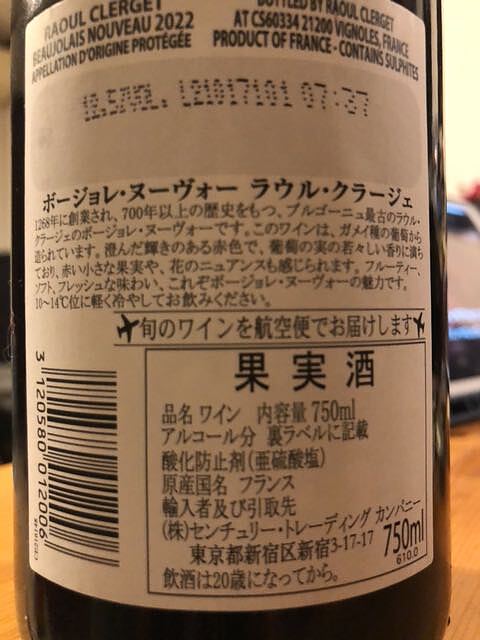 RAOUL CLERGET
BEAUJOLAIS NOUVEAU 2022
APPELLATION D'ORIGINE PROTÉGÉE
BOTTLED BY RAOUL CLERGET
AT CS60334 21200 VIGNOLES, FRANCE
PRODUCT OF FRANCE - CONTAINS SULPHITES
12.5%VOL. L21017101 07:37
ボージョレ・ヌーヴォー ラウル・クラージェ
1268年に創業され、700年以上の歴史をもつ、ブルゴーニュ最古のラウル・
クラージェのボージョレ・ヌーヴォーです。このワインは、ガメイ種の葡萄から
造られています。澄んだ輝きのある赤色で、葡萄の実の若々しい香りに満ち
ており、赤い小さな果実や、花のニュアンスも感じられます。フルーティー、
ソフト、フレッシュな味わい、これぞボージョレ・ヌーヴォーの魅力です。
10〜14℃位に軽く冷やしてお飲みください。
旬のワインを航空便でお届けします
果実酒
品名 ワイン 内容量 750ml
アルコール分 裏ラベルに記載
酸化防止剤(亜硫酸塩)
原産国名 フランス
輸入者及び引取先
(株)センチュリー・トレーディング カンパニー
東京都新宿区新宿3-17-17
飲酒は20歳になってから。
750ml
610.0
3 120580 012006